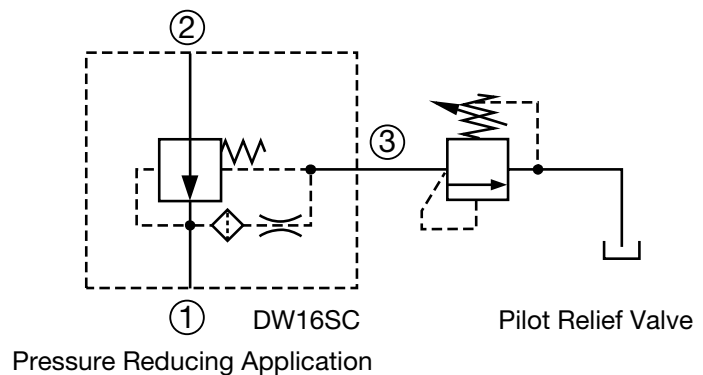 ②
③
①
DW16SC
Pilot Relief Valve
Pressure Reducing Application